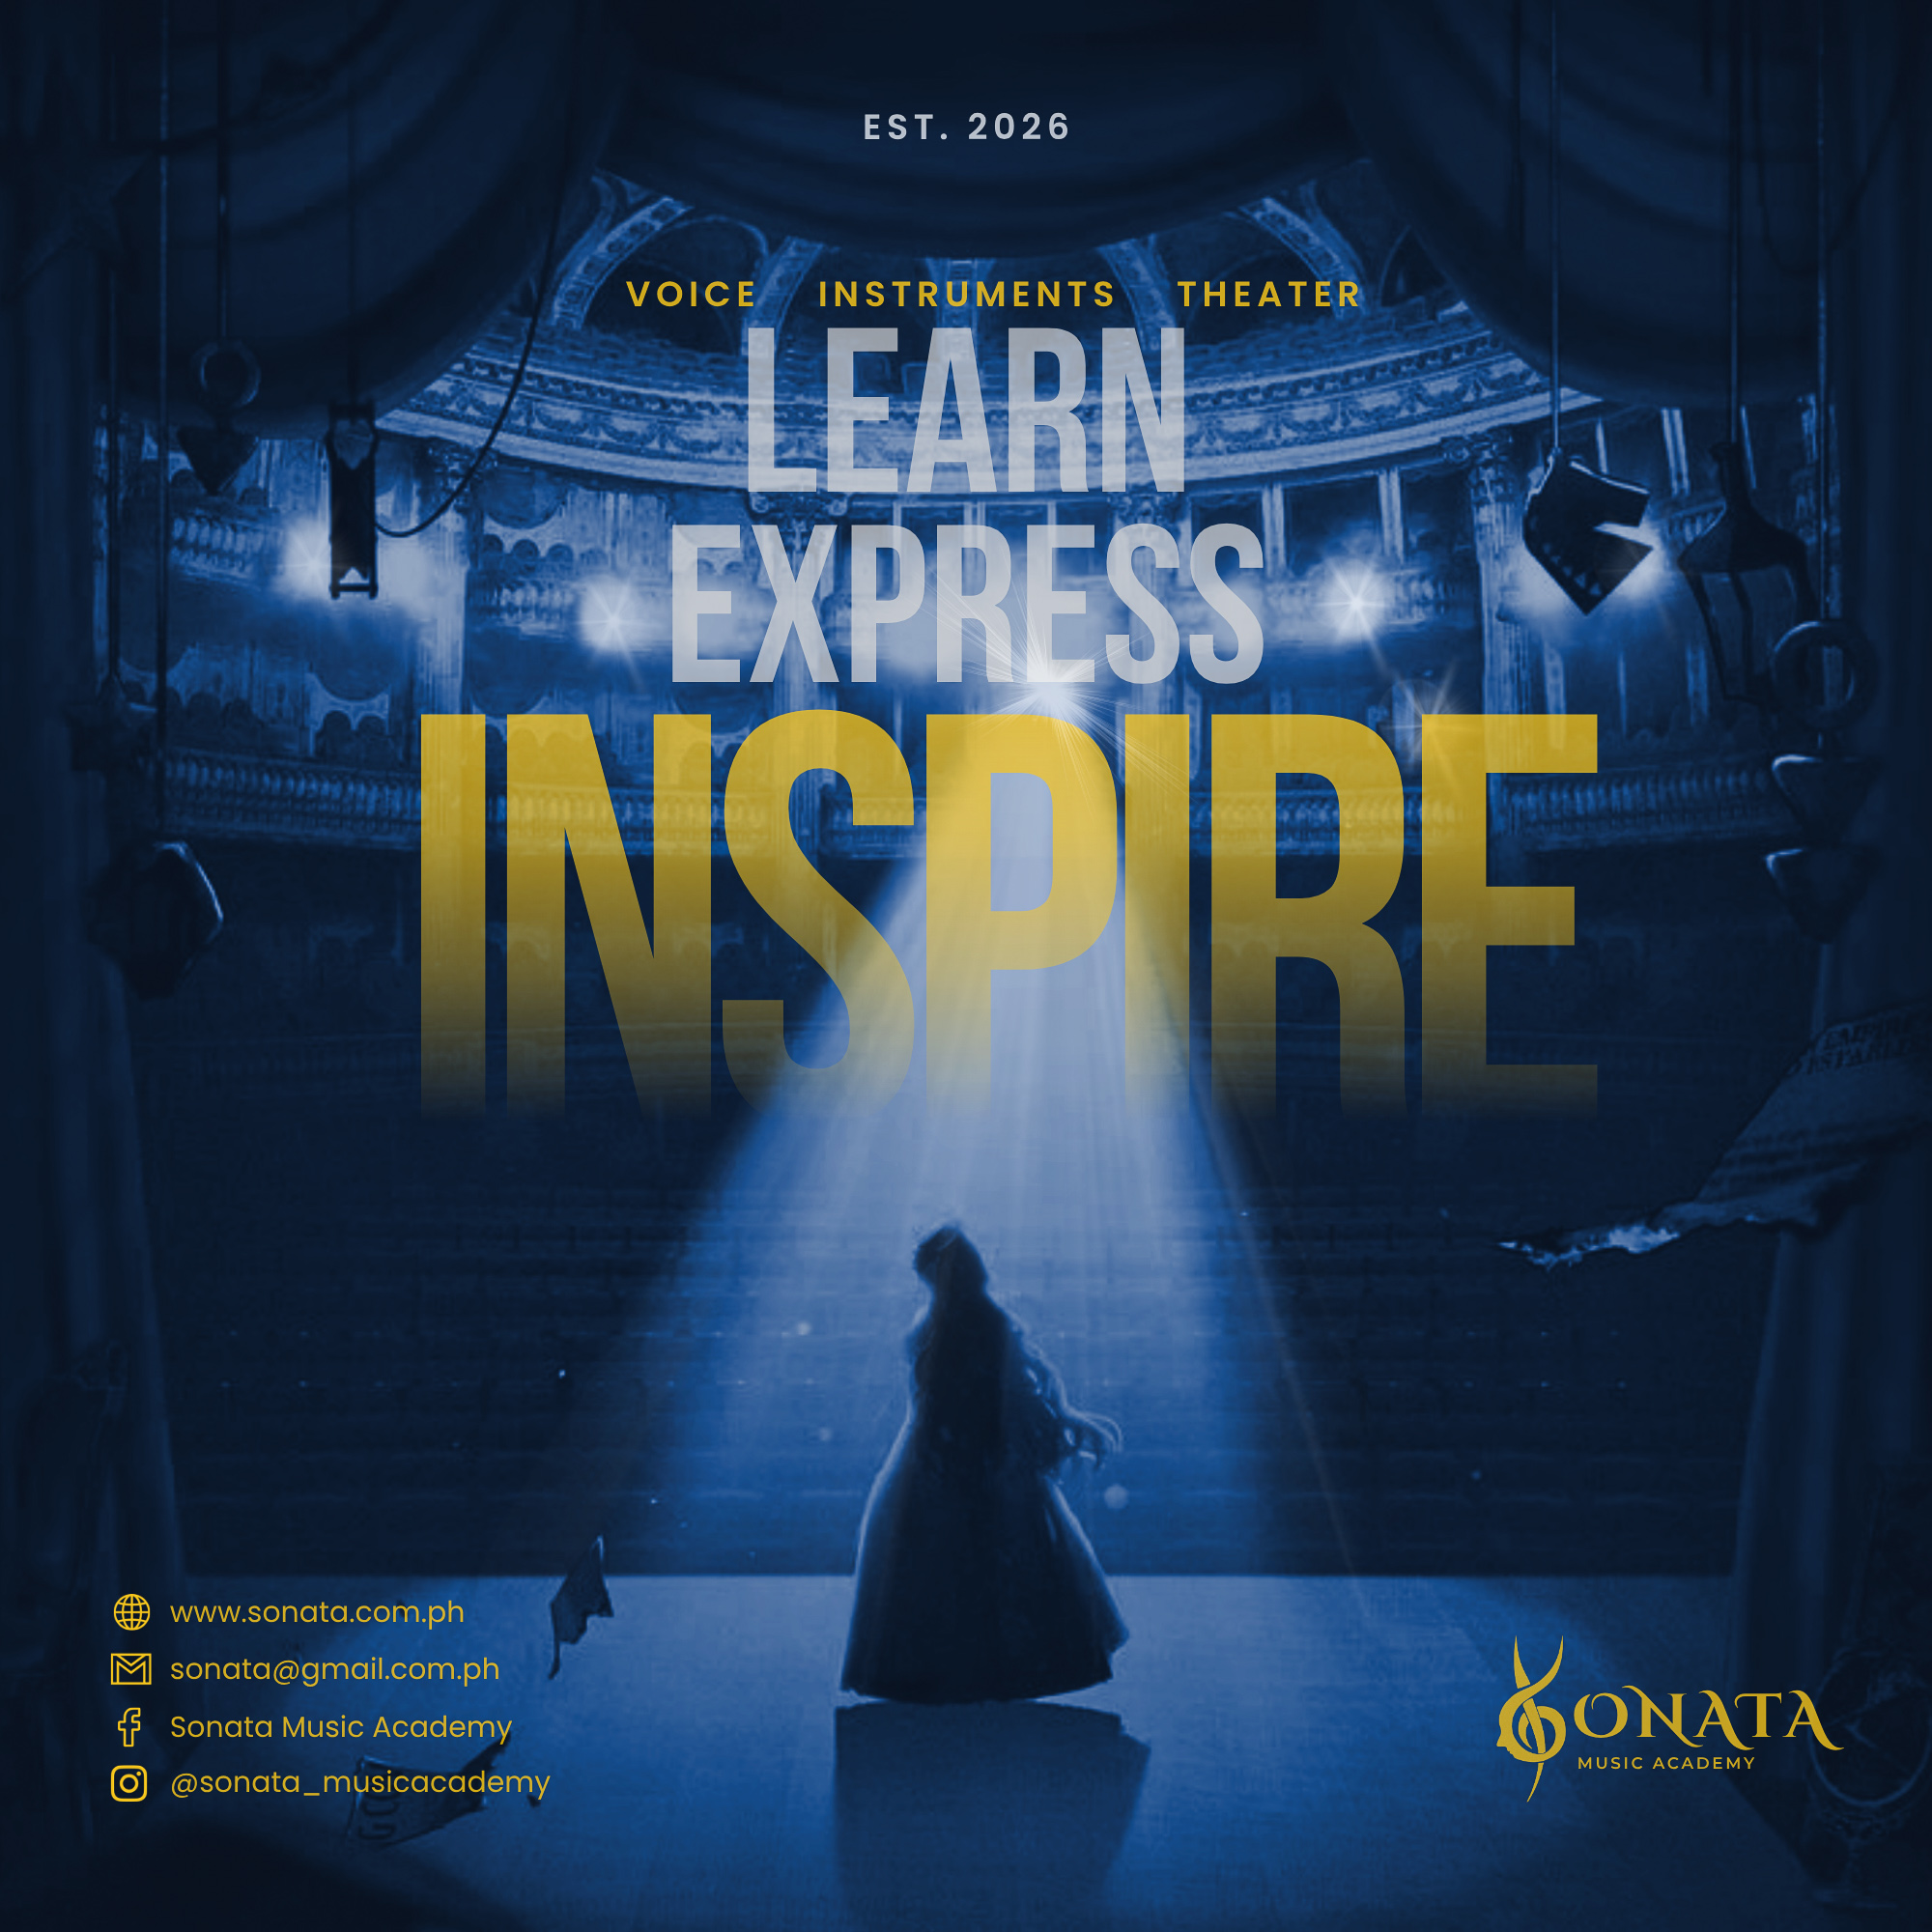 EST. 2026
VOICE INSTRUMENTS THEATER
LEARN
EXPRESS
INSPIRE
www.sonata.com.ph
sonata@gmail.com.ph
Sonata Music Academy
@sonata_musicacademy
SONATA
MUSIC ACADEMY